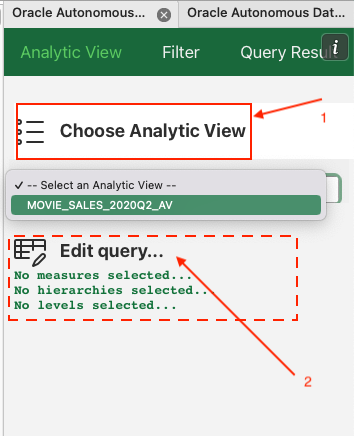 Oracle Autonomous...
Oracle Autonomous Dat...
Analytic View Filter Query Resul
1
Choose Analytic View
✓ -- Select an Analytic View --
MOVIE_SALES_2020Q2_AV
Edit query...
No measures selected...
No hierarchies selected...
No levels selected...
2